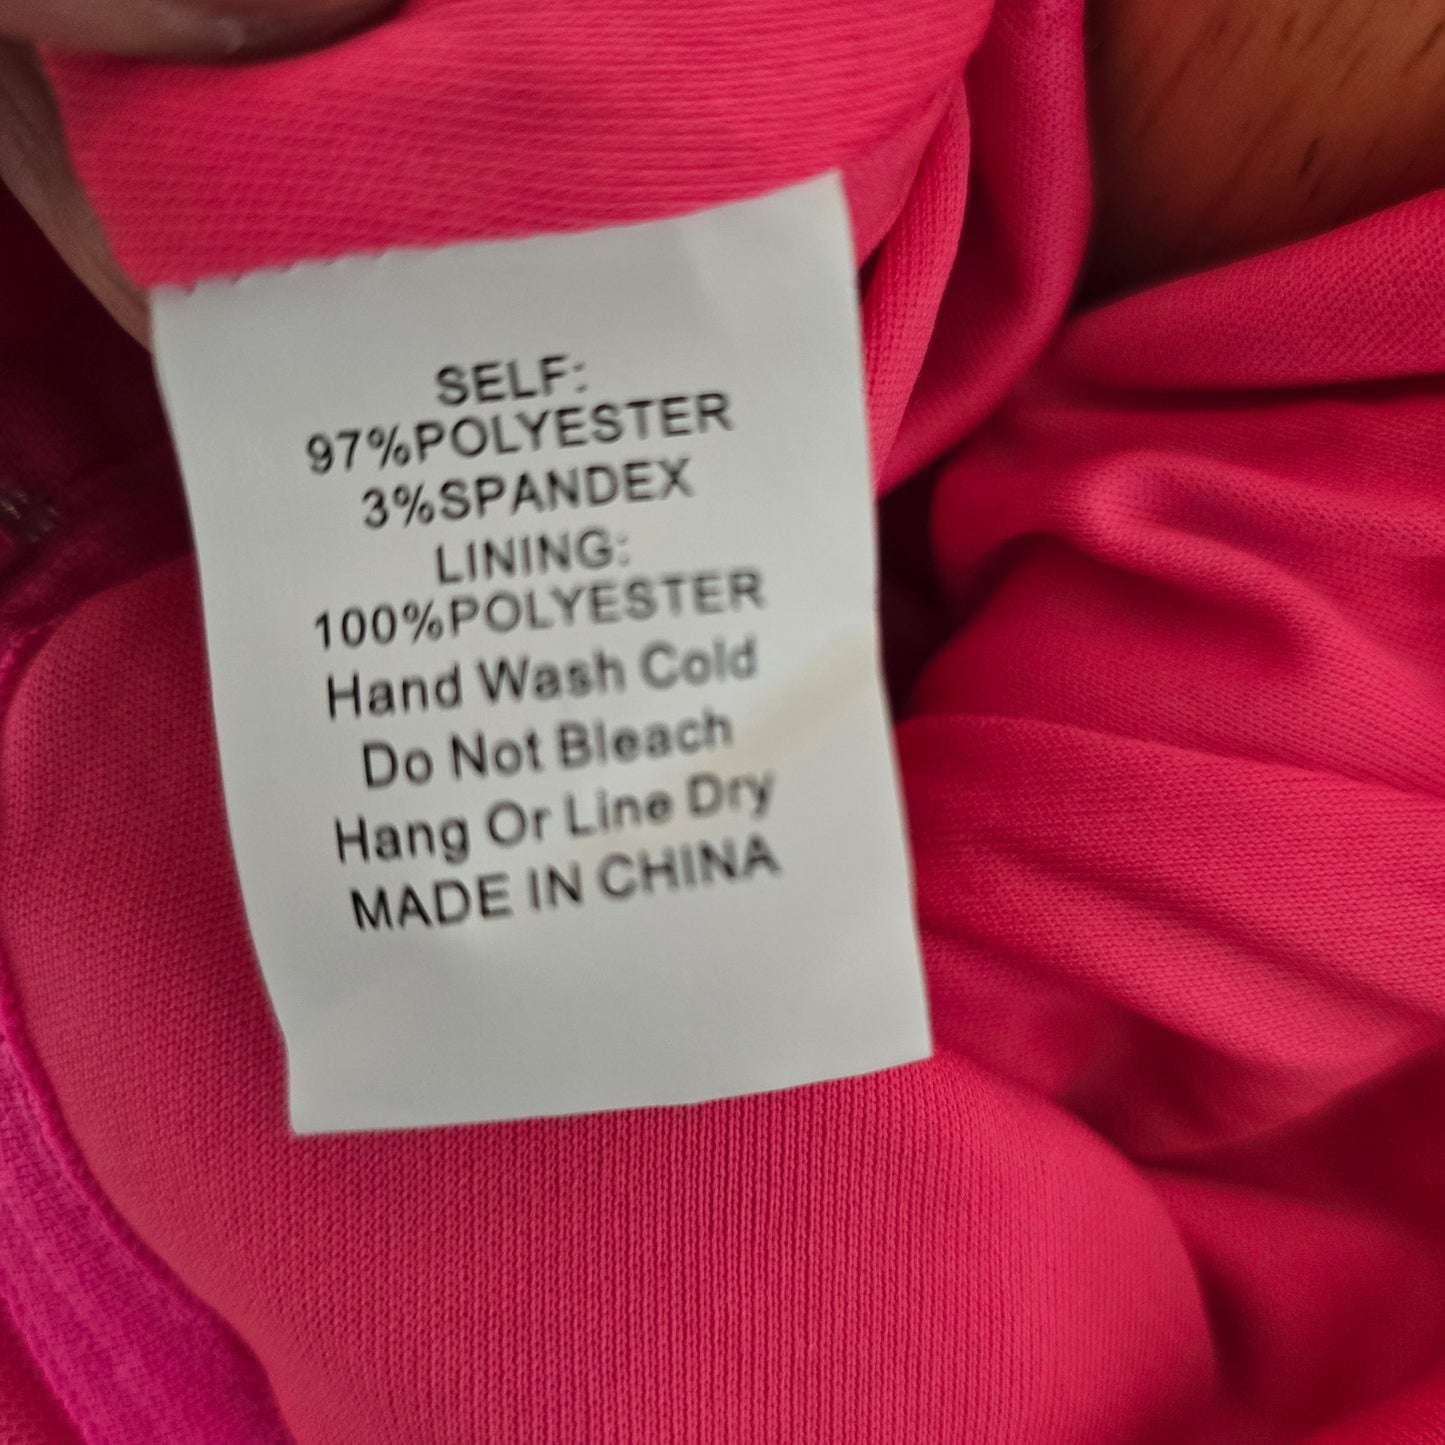 SELF:
97%POLYESTER
3%SPANDEX
LINING:
100%POLYESTER
Hand Wash Cold
Do Not Bleach
Hang Or Line Dry
MADE IN CHINA